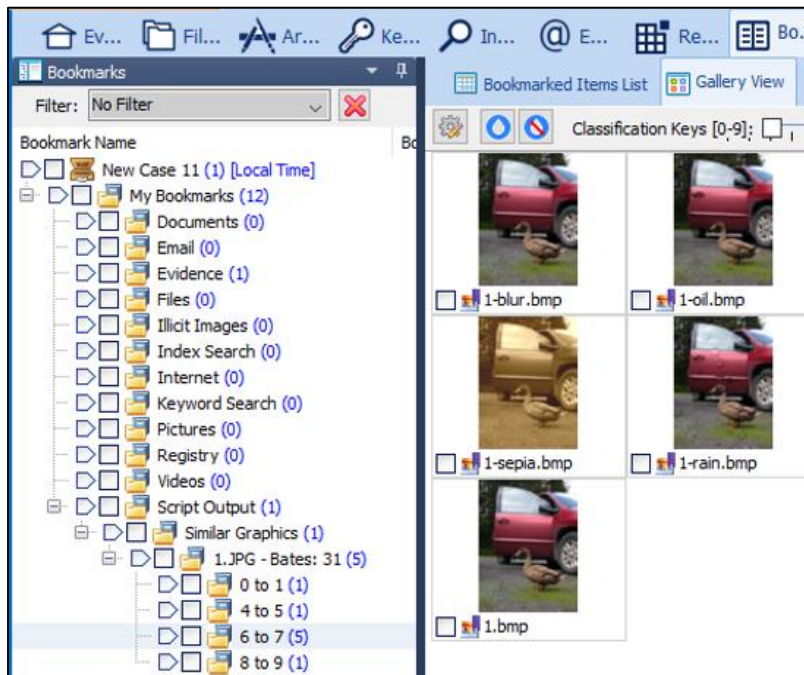 Ev... Fil... Ar... Ke... In... E... Re... Bo...
Bookmarks
Filter: No Filter
Bookmark Name Bo
New Case 11 (1) [Local Time]
My Bookmarks (12)
Documents (0)
Email (0)
Evidence (1)
Files (0)
Illicit Images (0)
Index Search (0)
Internet (0)
Keyword Search (0)
Pictures (0)
Registry (0)
Videos (0)
Script Output (1)
Similar Graphics (1)
1.JPG - Bates: 31 (5)
0 to 1 (1)
4 to 5 (1)
6 to 7 (5)
8 to 9 (1)
Bookmarked Items List Gallery View
Classification Keys [0-9]:
1-blur.bmp 1-oil.bmp
1-sepia.bmp 1-rain.bmp
1.bmp